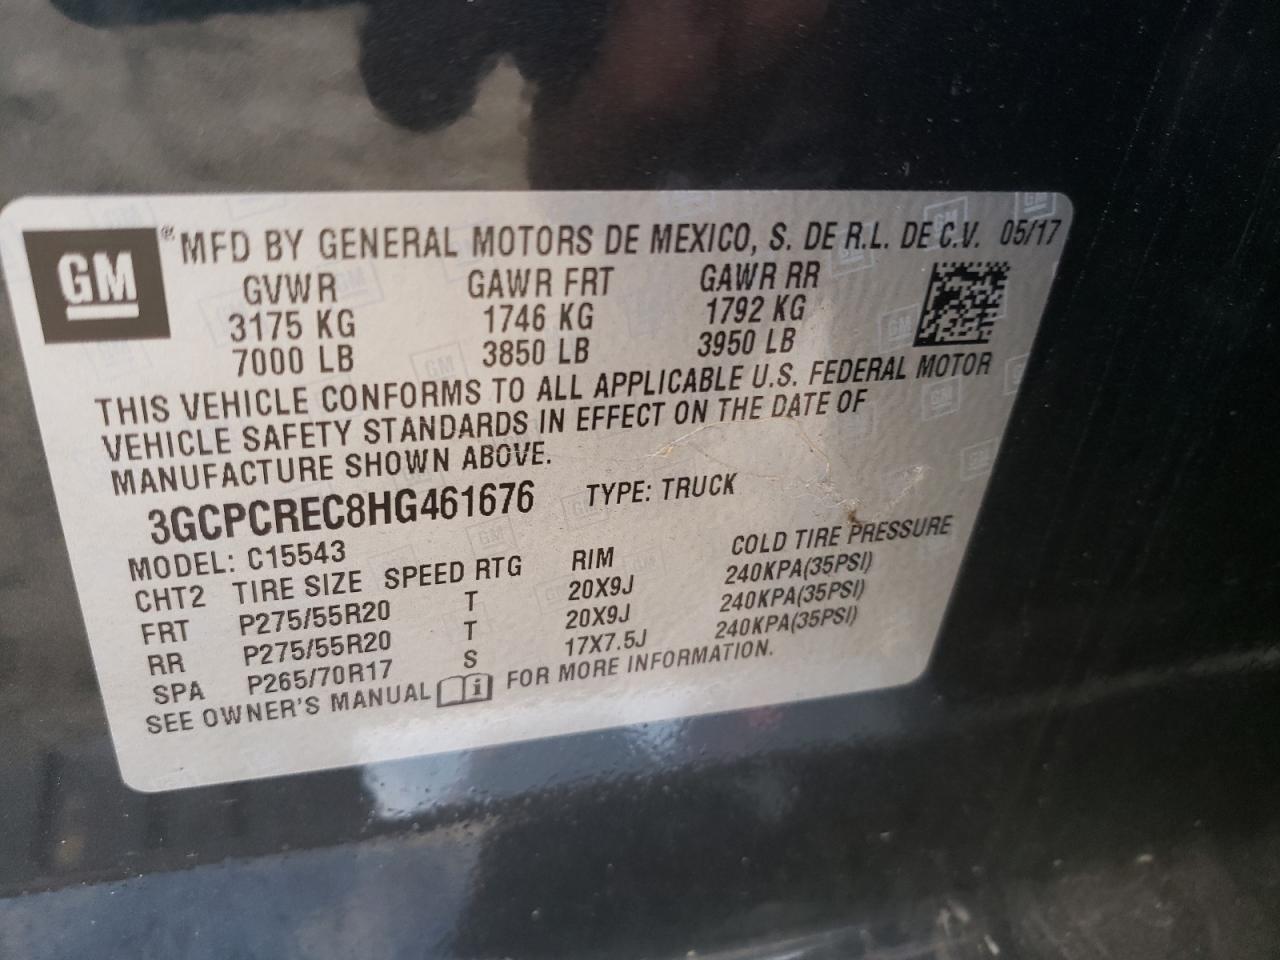 GM ® MFD BY GENERAL MOTORS DE MEXICO, S. DE R.L. DE C.V. 05/17
GVWR GAWR FRT GAWR RR
3175 KG 1746 KG 1792 KG
7000 LB 3850 LB 3950 LB
THIS VEHICLE CONFORMS TO ALL APPLICABLE U.S. FEDERAL MOTOR
VEHICLE SAFETY STANDARDS IN EFFECT ON THE DATE OF
MANUFACTURE SHOWN ABOVE.
3GCPCREC8HG461676 TYPE: TRUCK
MODEL: C15543
CHT2 TIRE SIZE SPEED RTG RIM COLD TIRE PRESSURE
FRT P275/55R20 T 20X9J 240KPA(35PSI)
RR P275/55R20 T 20X9J 240KPA(35PSI)
SPA P265/70R17 S 17X7.5J 240KPA(35PSI)
SEE OWNER'S MANUAL FOR MORE INFORMATION.